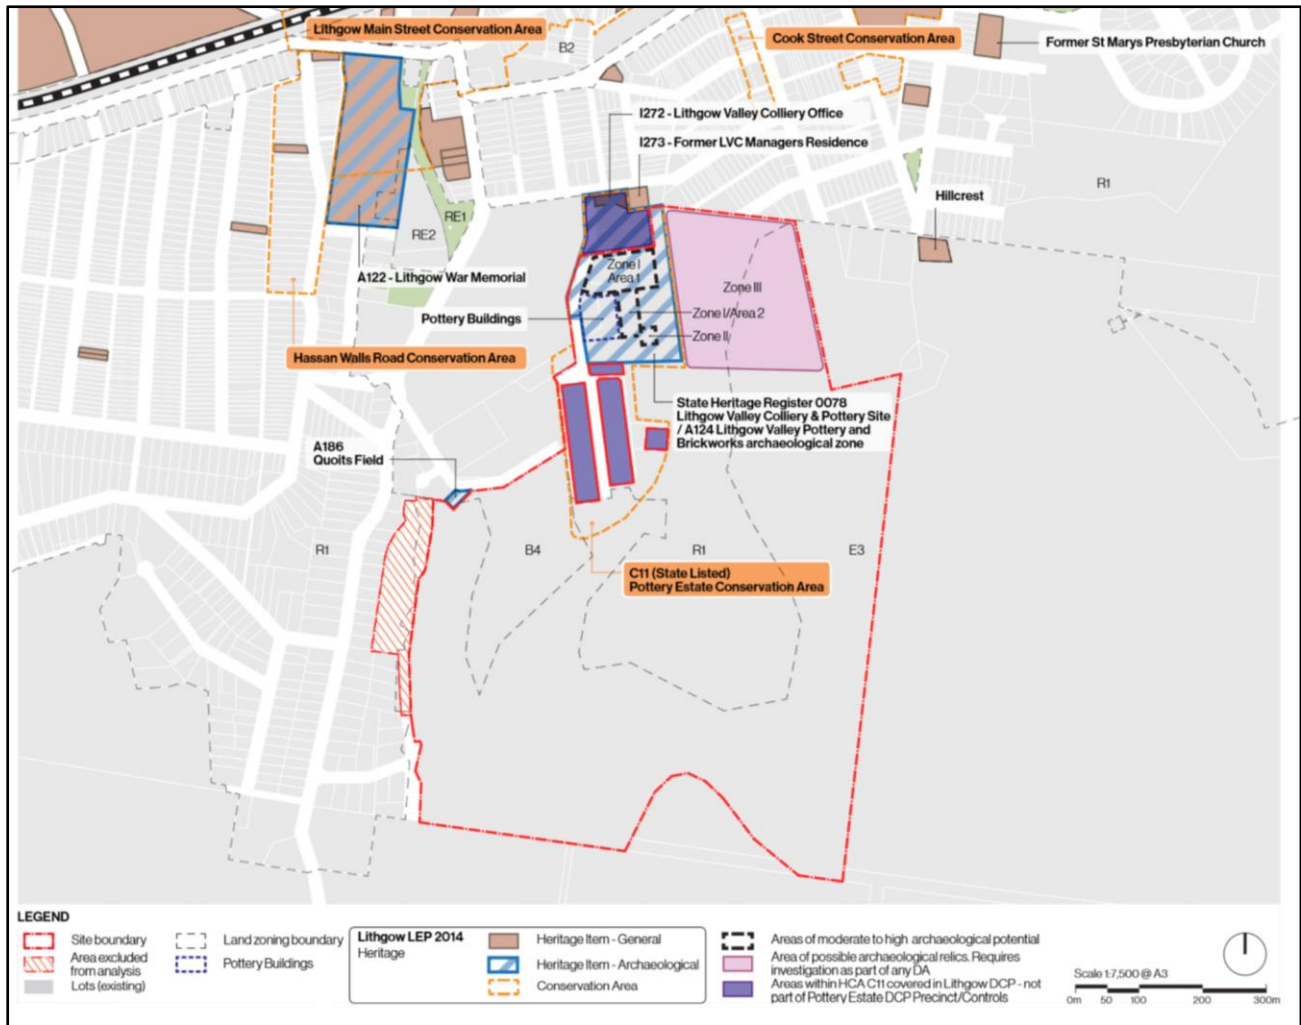 Lithgow Main Street Conservation Area
B2
Cook Street Conservation Area
Former St Marys Presbyterian Church
I272 - Lithgow Valley Colliery Office
I273 - Former LVC Managers Residence
R1
Hillcrest
RE1
RE2
A122 - Lithgow War Memorial
Zone I
Area 1
Zone III
Zone I/Area 2
Pottery Buildings
Zone II
Hassan Walls Road Conservation Area
State Heritage Register 0078
Lithgow Valley Colliery & Pottery Site
/ A124 Lithgow Valley Pottery and
Brickworks archaeological zone
A186
Quoits Field
R1
B4
R1
E3
C11 (State Listed)
Pottery Estate Conservation Area
LEGEND
Site boundary
Area excluded
from analysis
Lots (existing)
Land zoning boundary
Pottery Buildings
Lithgow LEP 2014
Heritage
Heritage Item - General
Heritage Item - Archaeological
Conservation Area
Areas of moderate to high archaeological potential
Area of possible archaeological relics. Requires
investigation as part of any DA
Areas within HCA C11 covered in Lithgow DCP - not
part of Pottery Estate DCP Precinct/Controls
Scale 1:7,500 @ A3
0m 50 100 200 300m